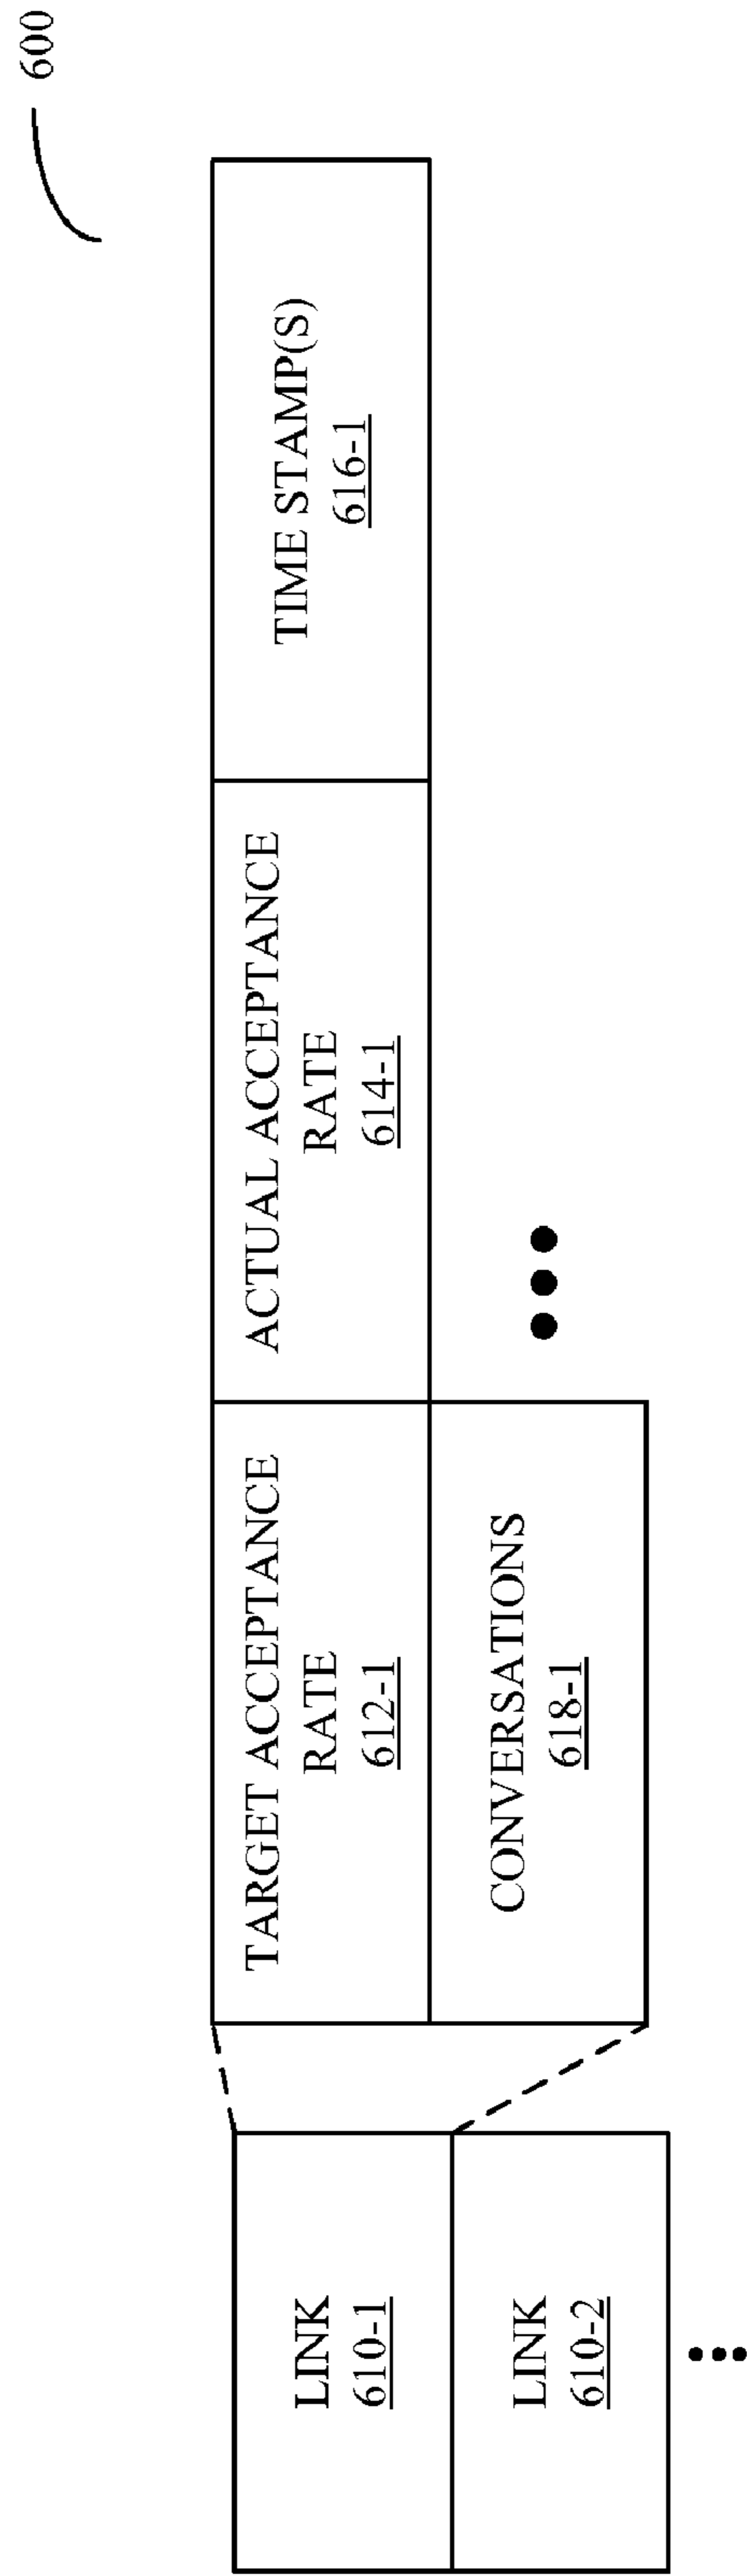 600
LINK
610-1
LINK
610-2
TARGET ACCEPTANCE
RATE
612-1
ACTUAL ACCEPTANCE
RATE
614-1
TIME STAMP(S)
616-1
CONVERSATIONS
618-1